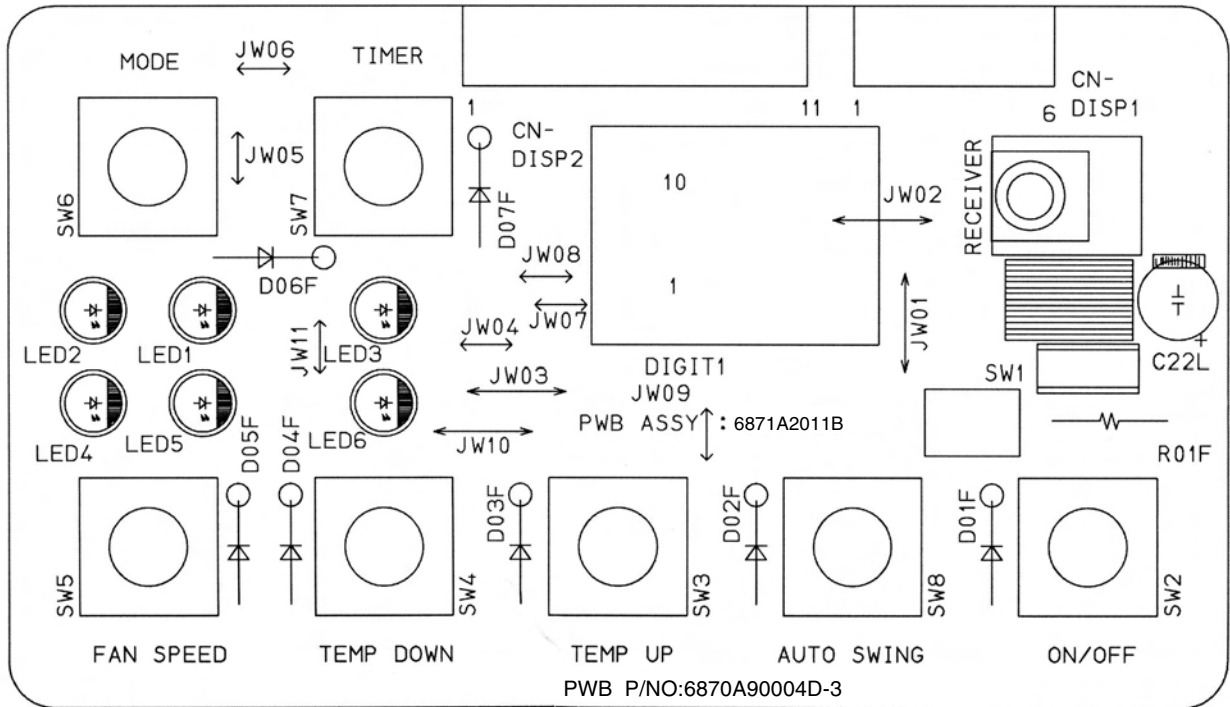 MODE
JW06
TIMER
1
11
1
6
CN-
DISP1
CN-
DISP2
JW05
SW6
SW7
D07F
10
JW02
RECEIVER
D06F
JW08
1
JW07
JW01
LED2
LED1
JW11
LED3
JW04
DIGIT1
C22L
+
JW03
JW09
SW1
PWB ASSY : 6871A2011B
LED4
LED5
D05F
D04F
LED6
JW10
R01F
SW5
SW4
D03F
SW3
D02F
SW8
D01F
SW2
FAN SPEED
TEMP DOWN
TEMP UP
AUTO SWING
ON/OFF
PWB P/NO:6870A90004D-3